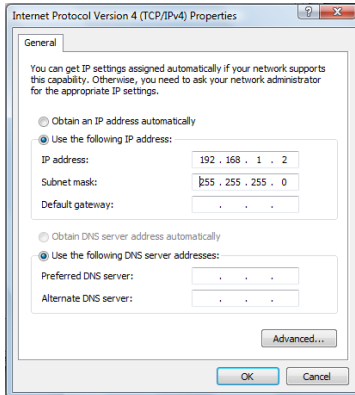 Internet Protocol Version 4 (TCP/IPv4) Properties
General
You can get IP settings assigned automatically if your network supports
this capability. Otherwise, you need to ask your network administrator
for the appropriate IP settings.
Obtain an IP address automatically
Use the following IP address:
IP address: 192 . 168 . 1 . 2
Subnet mask: 255 . 255 . 255 . 0
Default gateway: . . .
Obtain DNS server address automatically
Use the following DNS server addresses:
Preferred DNS server: . . .
Alternate DNS server: . . .
Advanced...
OK Cancel